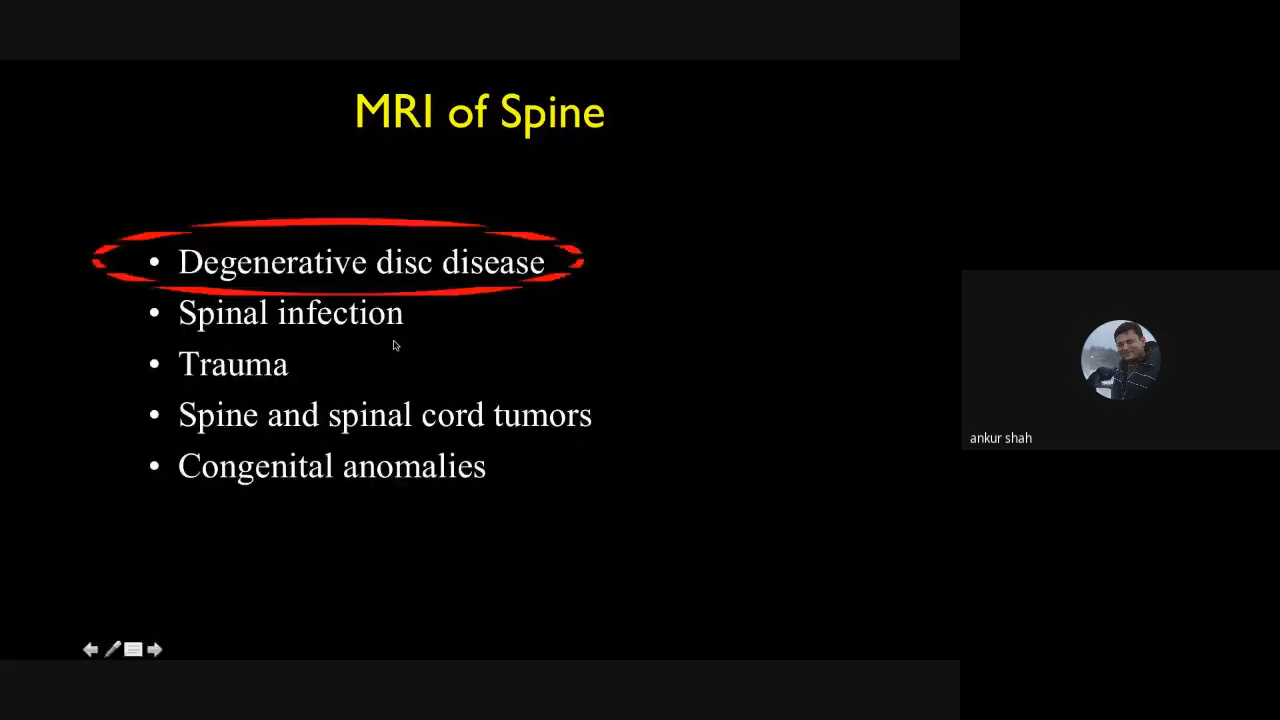 MRI of Spine
• Degenerative disc disease
• Spinal infection
• Trauma
• Spine and spinal cord tumors
• Congenital anomalies
ankur shah